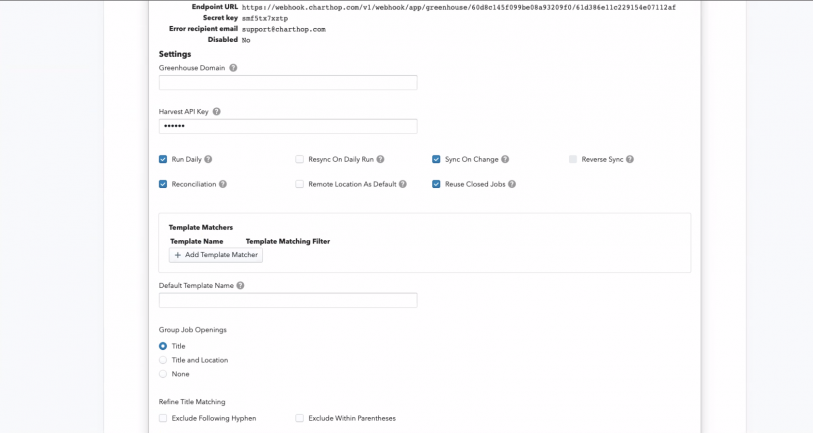 Endpoint URL https://webhook.charthop.com/v1/webhook/app/greenhouse/60d8c145f099be08a93209f0/61d386e11c229154e07112af
Secret key smf5tx7xxtp
Error recipient email support@charthop.com
Disabled No
Settings
Greenhouse Domain ?
Harvest API Key ?
••••••
Run Daily ? Resync On Daily Run ? Sync On Change ? Reverse Sync ?
Reconciliation ? Remote Location As Default ? Reuse Closed Jobs ?
Template Matchers
Template Name Template Matching Filter
+ Add Template Matcher
Default Template Name ?
Group Job Openings
Title
Title and Location
None
Refine Title Matching
Exclude Following Hyphen Exclude Within Parentheses